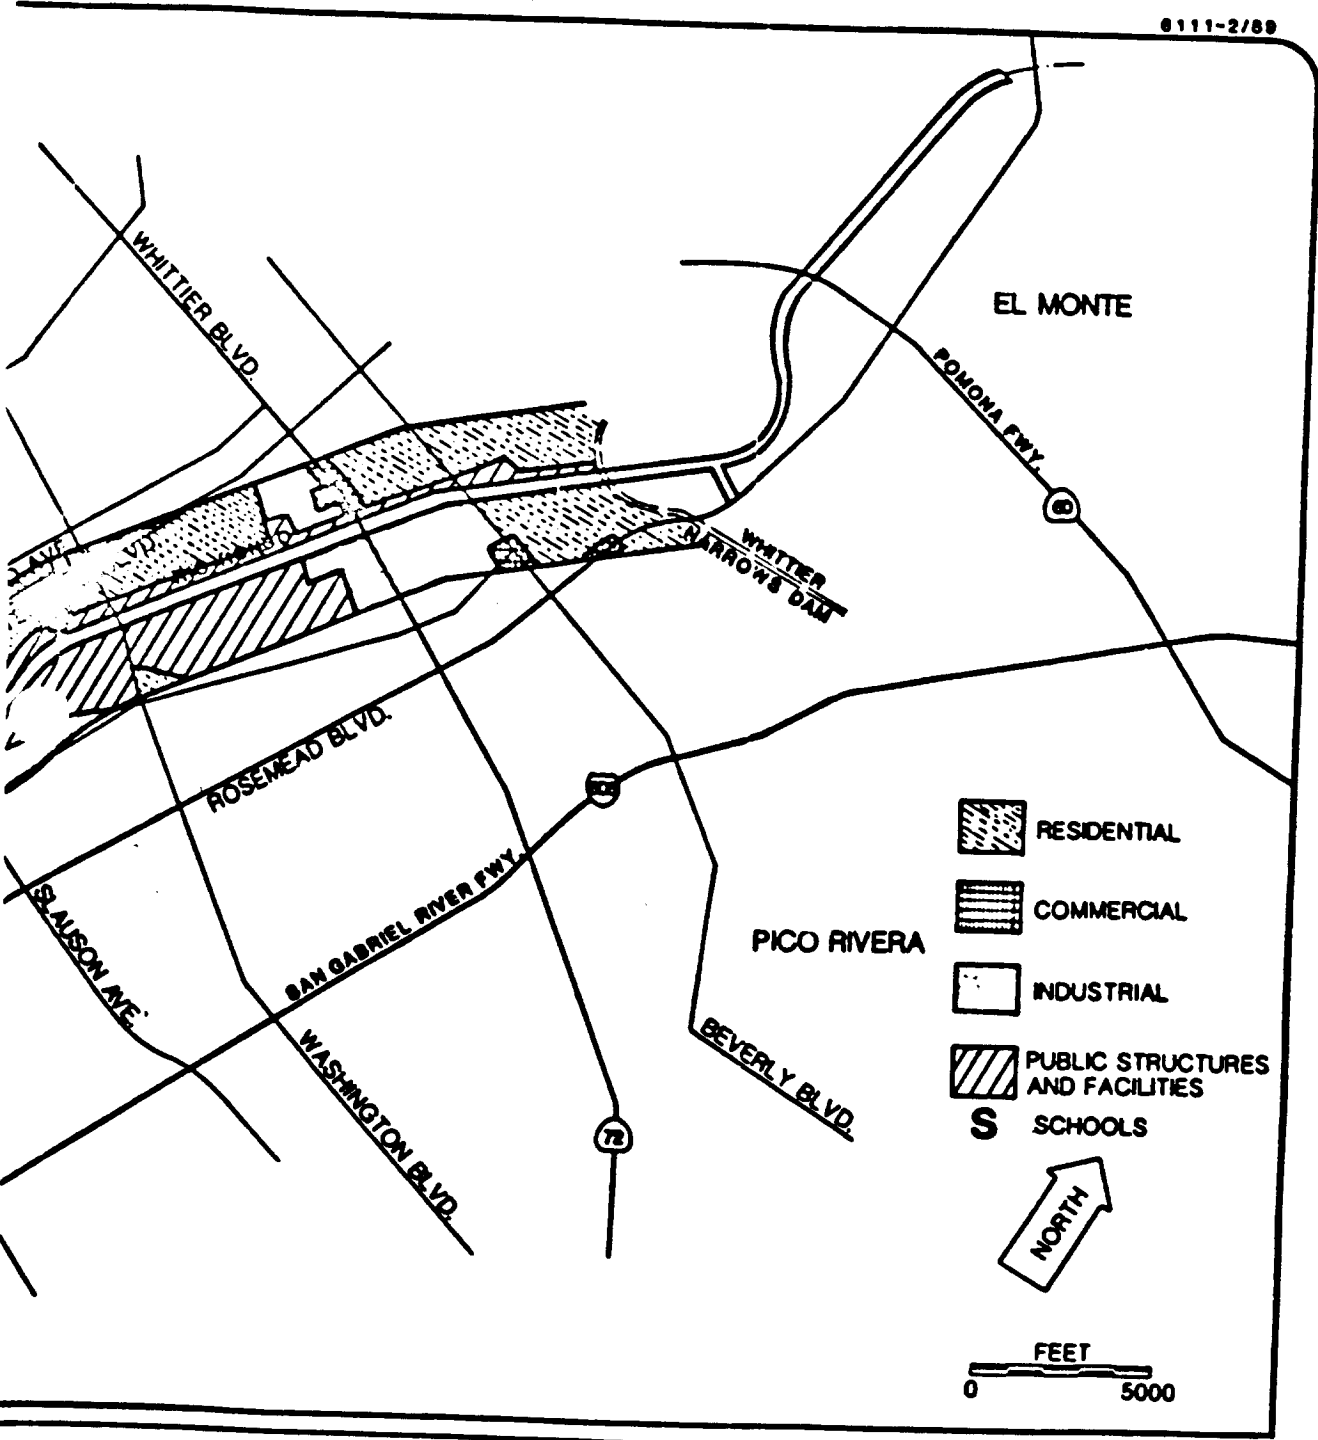 6111-2/89
WHITTIER BLVD.
EL MONTE
POMONA FWY.
60
WHITTIER
NARROWS DAM
ROSEMEAD BLVD.
SLAUSON AVE.
SAN GABRIEL RIVER FWY.
WASHINGTON BLVD.
72
PICO RIVERA
BEVERLY BLVD.
RESIDENTIAL
COMMERCIAL
INDUSTRIAL
PUBLIC STRUCTURES
AND FACILITIES
S SCHOOLS
NORTH
FEET
0 5000